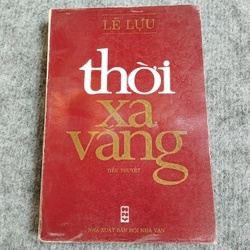 LÊ LỰU
thời
xa
vắng
TIỂU THUYẾT
NHÀ XUẤT BẢN HỘI NHÀ VĂN